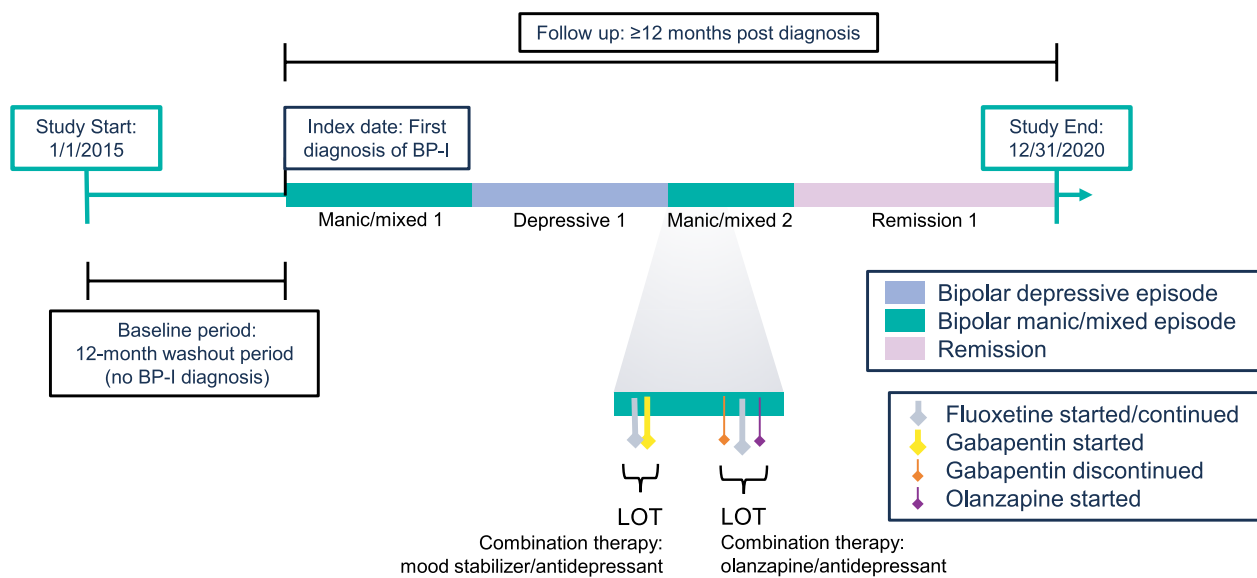 Follow up: ≥12 months post diagnosis
Study Start:
1/1/2015
Index date: First
diagnosis of BP-I
Study End:
12/31/2020
Manic/mixed 1
Depressive 1
Manic/mixed 2
Remission 1
Baseline period:
12-month washout period
(no BP-I diagnosis)
Bipolar depressive episode
Bipolar manic/mixed episode
Remission
Fluoxetine started/continued
Gabapentin started
Gabapentin discontinued
Olanzapine started
LOT
Combination therapy:
mood stabilizer/antidepressant
LOT
Combination therapy:
olanzapine/antidepressant